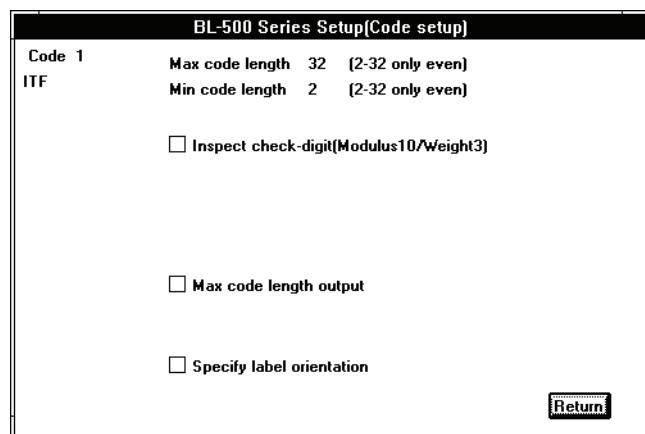 BL-500 Series Setup(Code setup)
Code 1
ITF
Max code length 32 (2-32 only even)
Min code length 2 (2-32 only even)
Inspect check-digit(Modulus10/Weight3)
Max code length output
Specify label orientation
Return